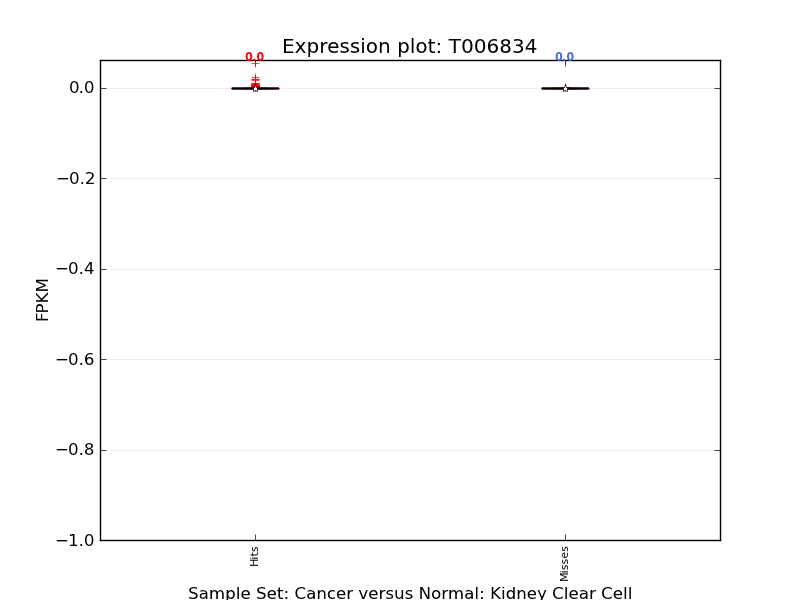 Expression plot: T006834
0.0
0.0
0.0
−0.2
−0.4
−0.6
−0.8
−1.0
FPKM
Hits
Misses
Sample Set: Cancer versus Normal: Kidney Clear Cell